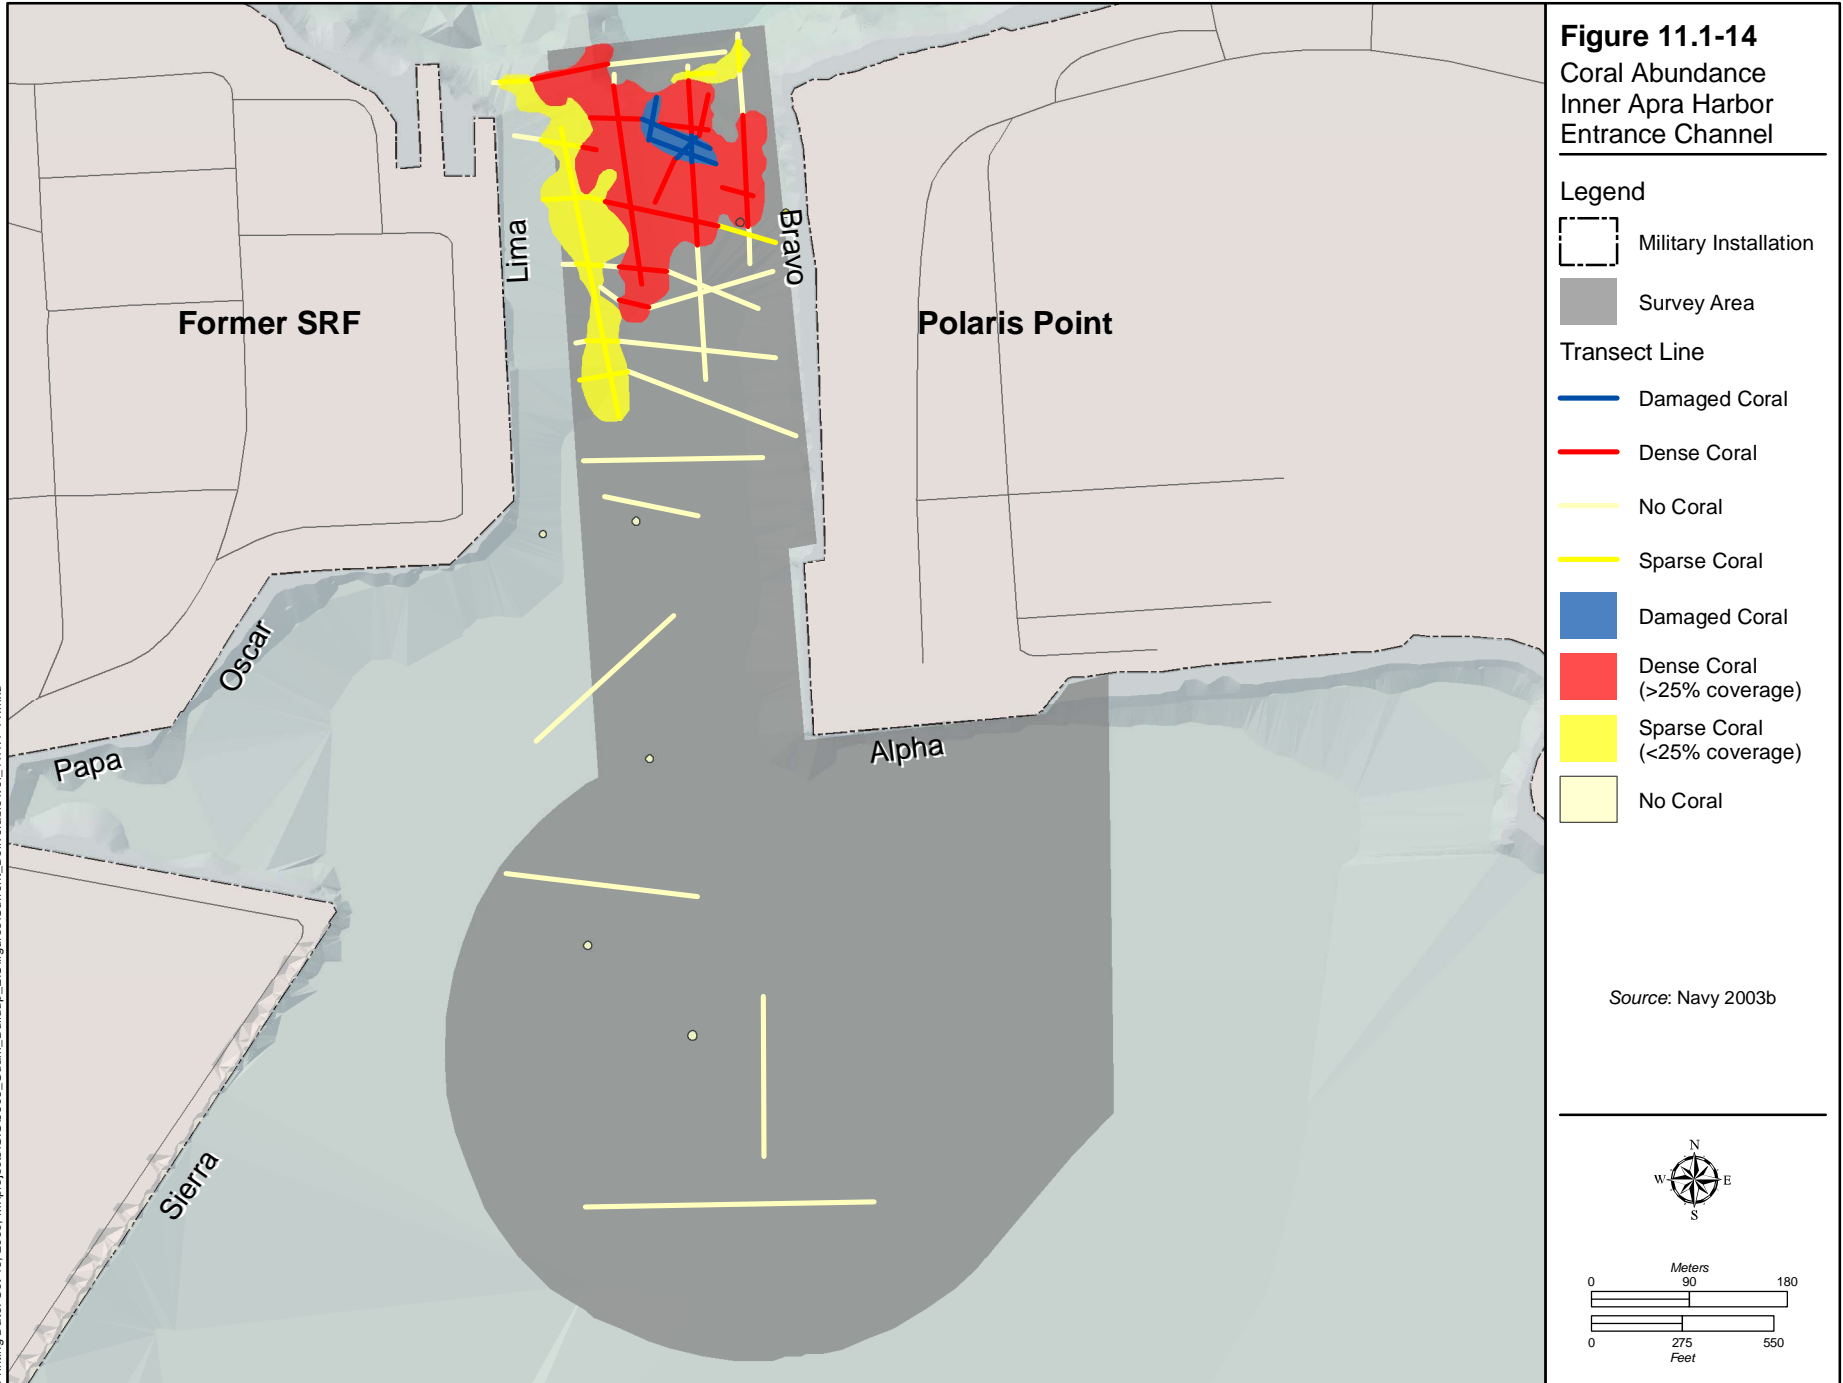 Figure 11.1-14
Coral Abundance
Inner Apra Harbor
Entrance Channel
Legend
Military Installation
Survey Area
Transect Line
Damaged Coral
Dense Coral
No Coral
Sparse Coral
Damaged Coral
Dense Coral
(>25% coverage)
Sparse Coral
(<25% coverage)
No Coral
Source: Navy 2003b
N
W
E
S
Meters
0 90 180
0 275 550
Feet
Lima
Bravo
Former SRF
Polaris Point
Oscar
Papa
Alpha
Sierra